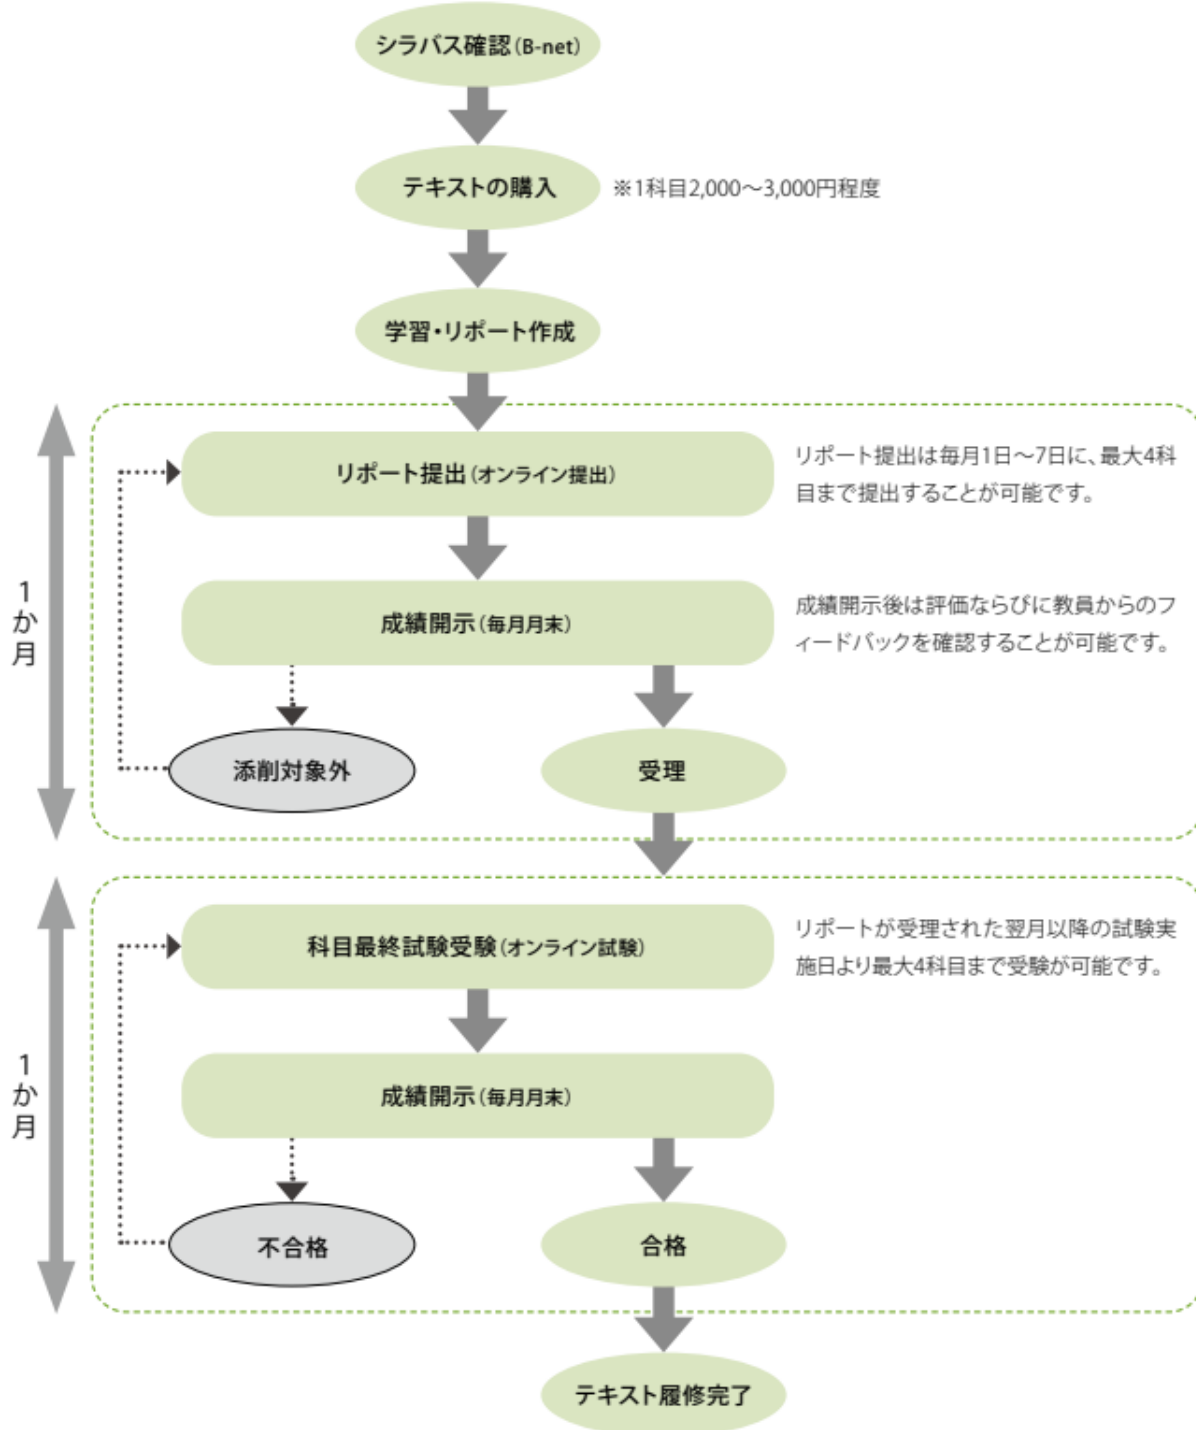 シラバス確認(B-net)
テキストの購入
※1科目2,000〜3,000円程度
学習・リポート作成
1か月
リポート提出(オンライン提出)
リポート提出は毎月1日〜7日に、最大4科
目まで提出することが可能です。
成績開示(毎月月末)
成績開示後は評価ならびに教員からのフ
ィードバックを確認することが可能です。
添削対象外
受理
1か月
科目最終試験受験(オンライン試験)
リポートが受理された翌月以降の試験実
施日より最大4科目まで受験が可能です。
成績開示(毎月月末)
不合格
合格
テキスト履修完了